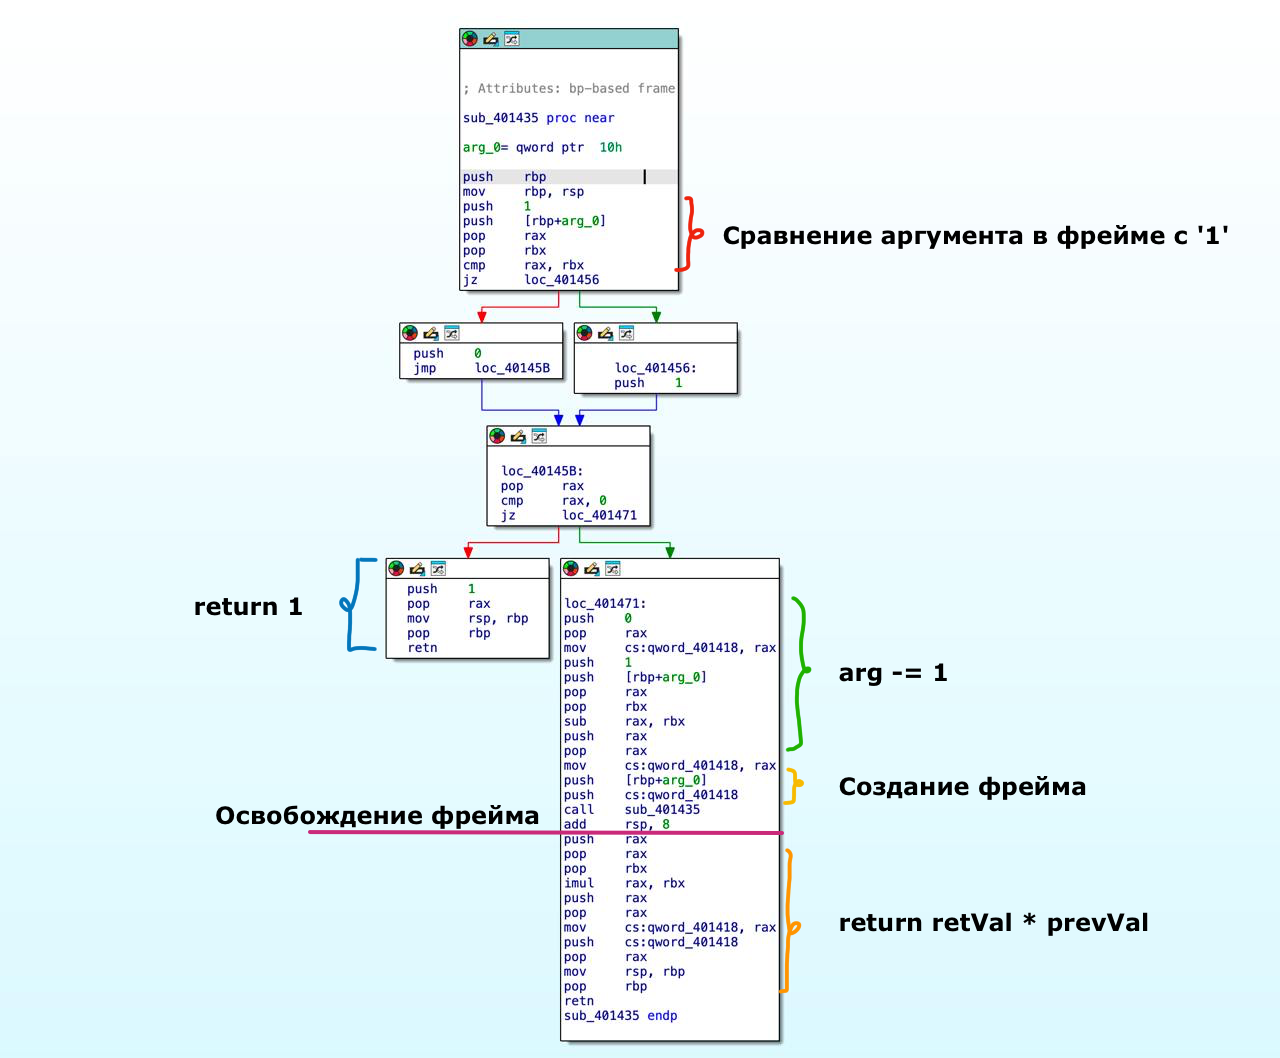 ; Attributes: bp-based frame
sub_401435 proc near
arg_0= qword ptr  10h
push    rbp
mov     rbp, rsp
push    1
push    [rbp+arg_0]
pop     rax
pop     rbx
cmp     rax, rbx
jz      loc_401456
Сравнение аргумента в фрейме с '1'
push    0
jmp     loc_40145B
loc_401456:
push    1
loc_40145B:
pop     rax
cmp     rax, 0
jz      loc_401471
return 1
push    1
pop     rax
mov     rsp, rbp
pop     rbp
retn
loc_401471:
push    0
pop     rax
mov     cs:qword_401418, rax
push    1
push    [rbp+arg_0]
pop     rax
pop     rbx
sub     rax, rbx
push    rax
pop     rax
mov     cs:qword_401418, rax
push    [rbp+arg_0]
push    cs:qword_401418
call    sub_401435
add     rsp, 8
push    rax
pop     rax
pop     rbx
imul    rax, rbx
push    rax
pop     rax
mov     cs:qword_401418, rax
push    cs:qword_401418
pop     rax
mov     rsp, rbp
pop     rbp
retn
sub_401435 endp
arg -= 1
Создание фрейма
Освобождение фрейма
return retVal * prevVal